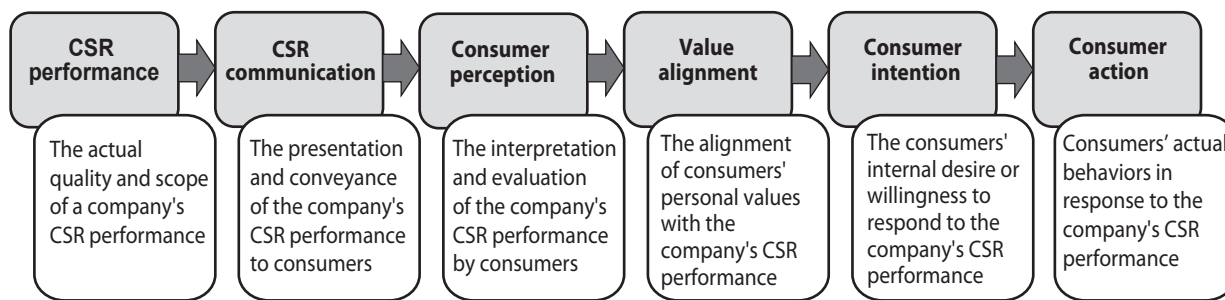 CSR
performance
CSR
communication
Consumer
perception
Value
alignment
Consumer
intention
Consumer
action
The actual
quality and scope
of a company's
CSR performance
The presentation
and conveyance
of the company's
CSR performance
to consumers
The interpretation
and evaluation
of the company's
CSR performance
by consumers
The alignment
of consumers'
personal values
with the
company's CSR
performance
The consumers'
internal desire or
willingness to
respond to the
company's CSR
performance
Consumers’ actual
behaviors in
response to the
company's CSR
performance